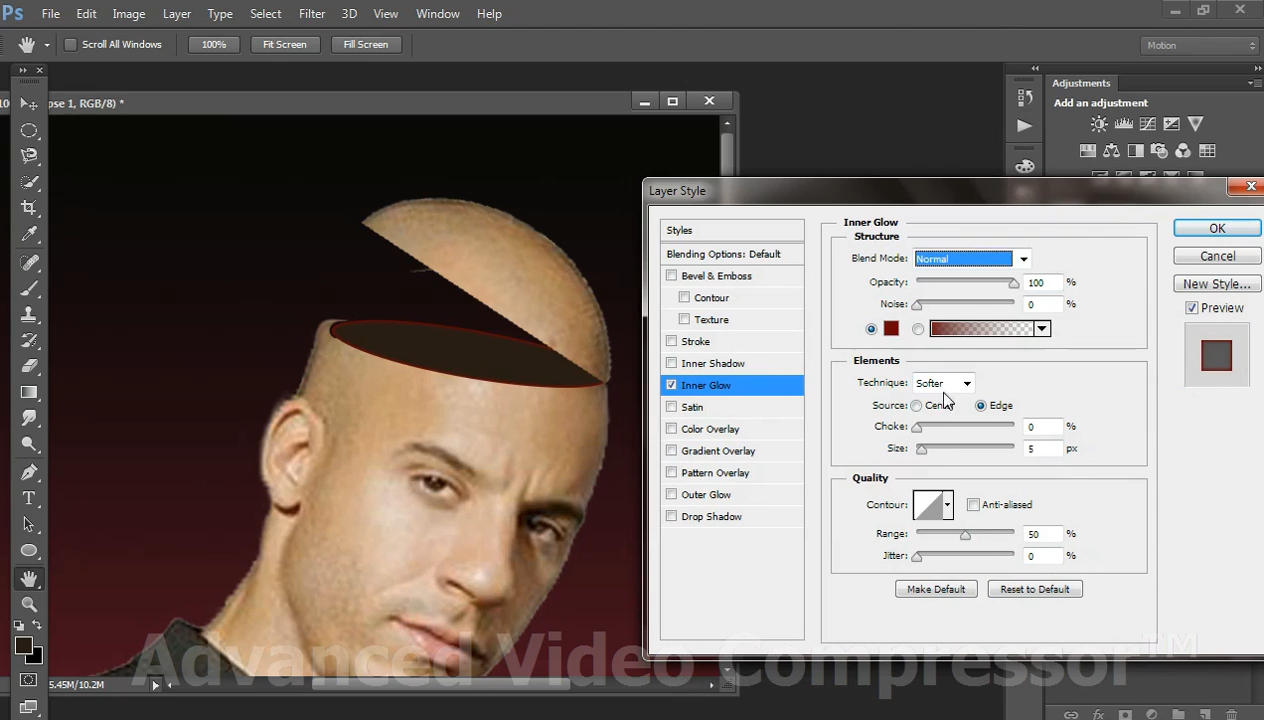 Ps File Edit Image Layer Type Select Filter 3D View Window Help
Scroll All Windows 100% Fit Screen Fill Screen Motion
Adjustments
ose 1, RGB/8) *
Add an adjustment
Layer Style
Styles
Blending Options: Default
Bevel & Emboss
Contour
Texture
Stroke
Inner Shadow
Inner Glow
Satin
Color Overlay
Gradient Overlay
Pattern Overlay
Outer Glow
Drop Shadow
Inner Glow
Structure
Blend Mode: Normal
Opacity: 100 %
Noise: 0 %
Elements
Technique: Softer
Source: Edge
Choke: 0 %
Size: 5 px
Quality
Contour: Anti-aliased
Range: 50 %
Jitter: 0 %
Make Default Reset to Default
OK
Cancel
New Style...
Preview
T
5.45M/10.2M
fx
Advanced Video Compressor™